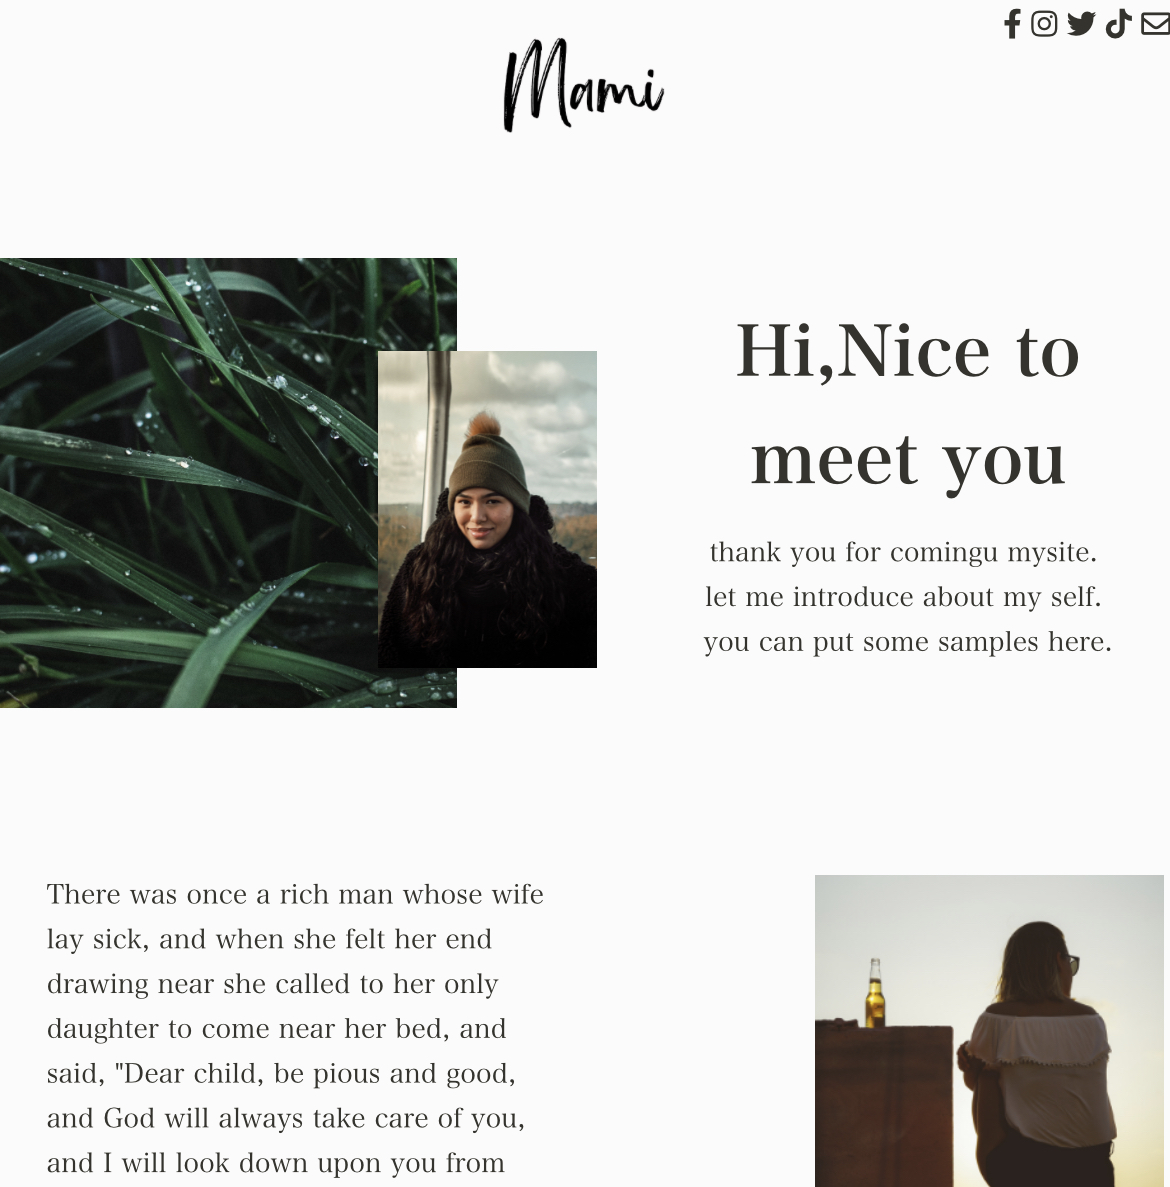 Mami
Hi,Nice to
meet you
thank you for comingu mysite.
let me introduce about my self.
you can put some samples here.
There was once a rich man whose wife
lay sick, and when she felt her end
drawing near she called to her only
daughter to come near her bed, and
said, "Dear child, be pious and good,
and God will always take care of you,
and I will look down upon you from